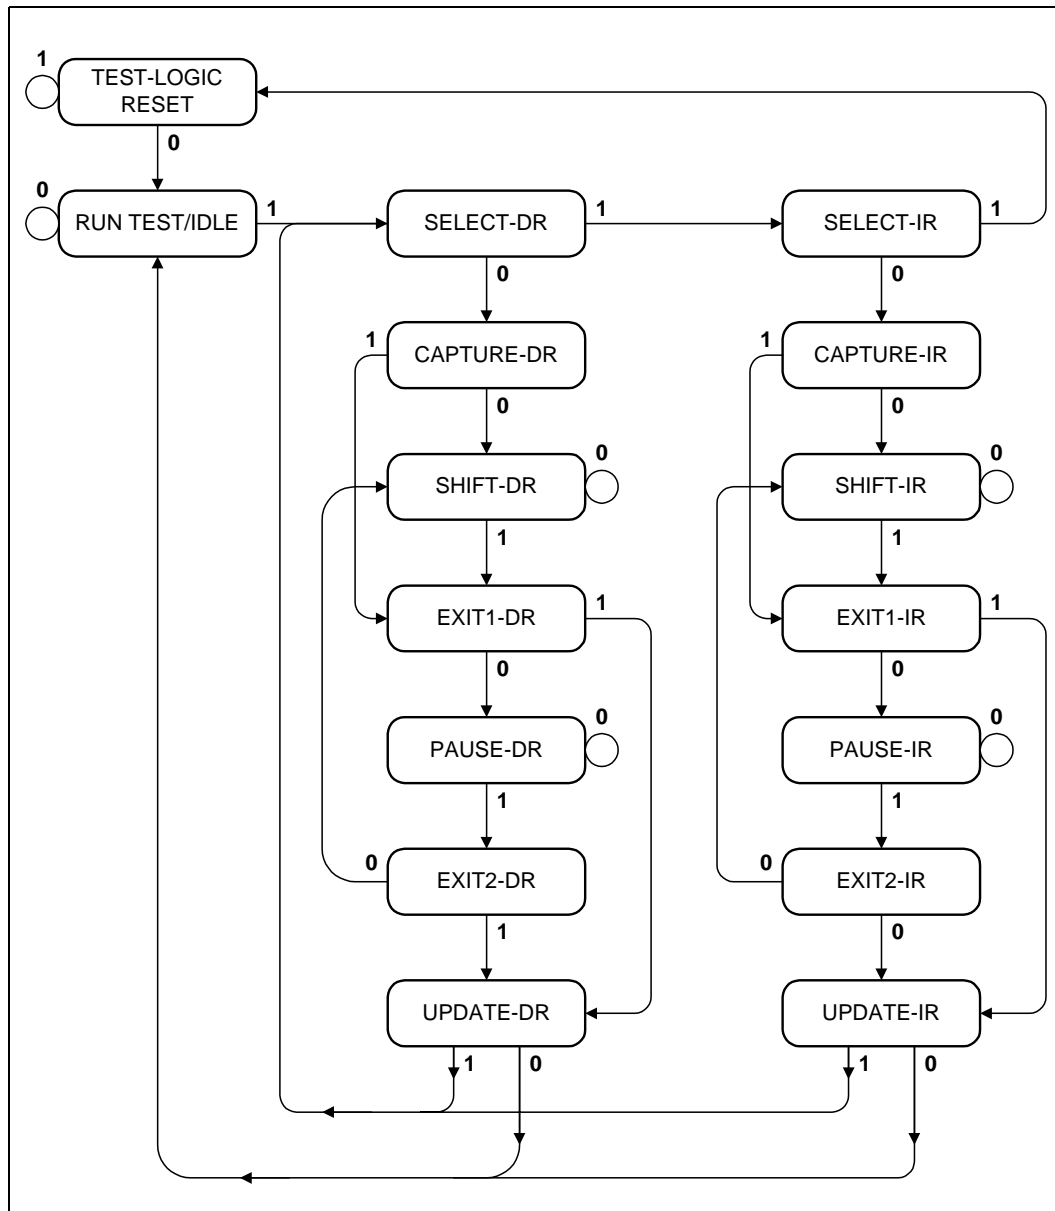 1
TEST-LOGIC
RESET
0
0
RUN TEST/IDLE
1
SELECT-DR
1
SELECT-IR
1
0
0
1
CAPTURE-DR
1
CAPTURE-IR
0
0
SHIFT-DR
0
SHIFT-IR
0
1
1
EXIT1-DR
1
EXIT1-IR
1
0
0
PAUSE-DR
0
PAUSE-IR
0
1
1
0
EXIT2-DR
0
EXIT2-IR
1
0
UPDATE-DR
UPDATE-IR
1
0
1
0